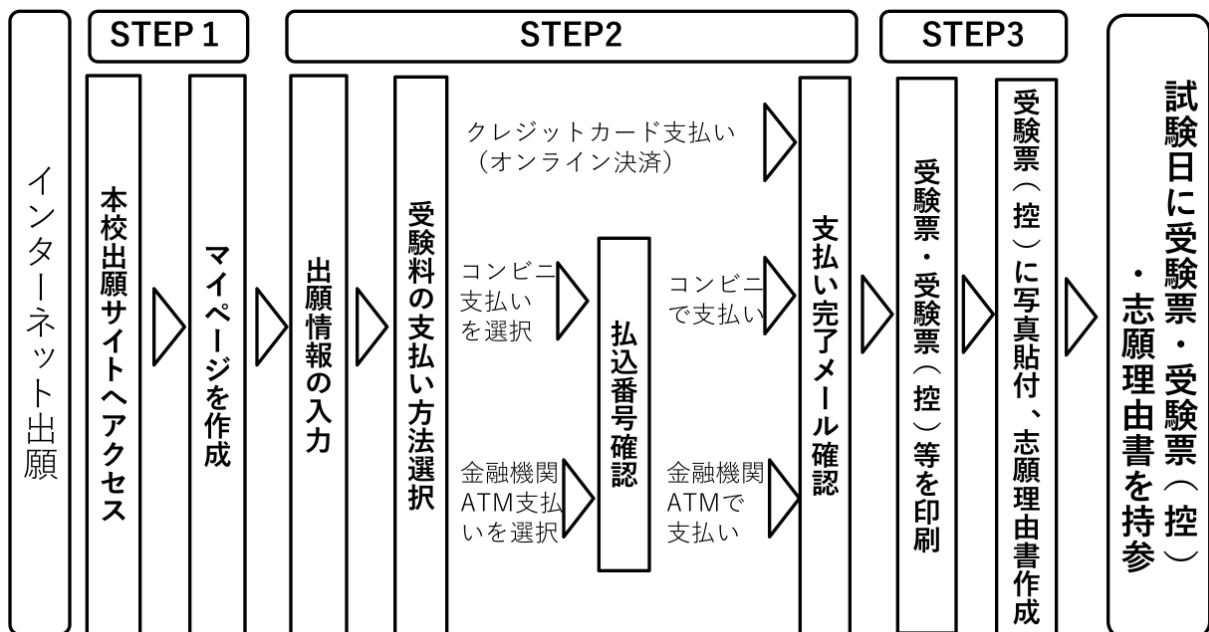 インターネット出願
STEP 1
本校出願サイトへアクセス
マイページを作成
STEP2
出願情報の入力
受験料の支払い方法選択
クレジットカード支払い
（オンライン決済）
コンビニ
支払い
を選択
金融機関
ATM支払
いを選択
払込番号確認
コンビニ
で支払い
金融機関
ATMで
支払い
支払い完了メール確認
STEP3
受験票・受験票（控）等を印刷
受験票（控）に写真貼付、志願理由書作成
試験日に受験票・受験票（控）
・志願理由書を持参